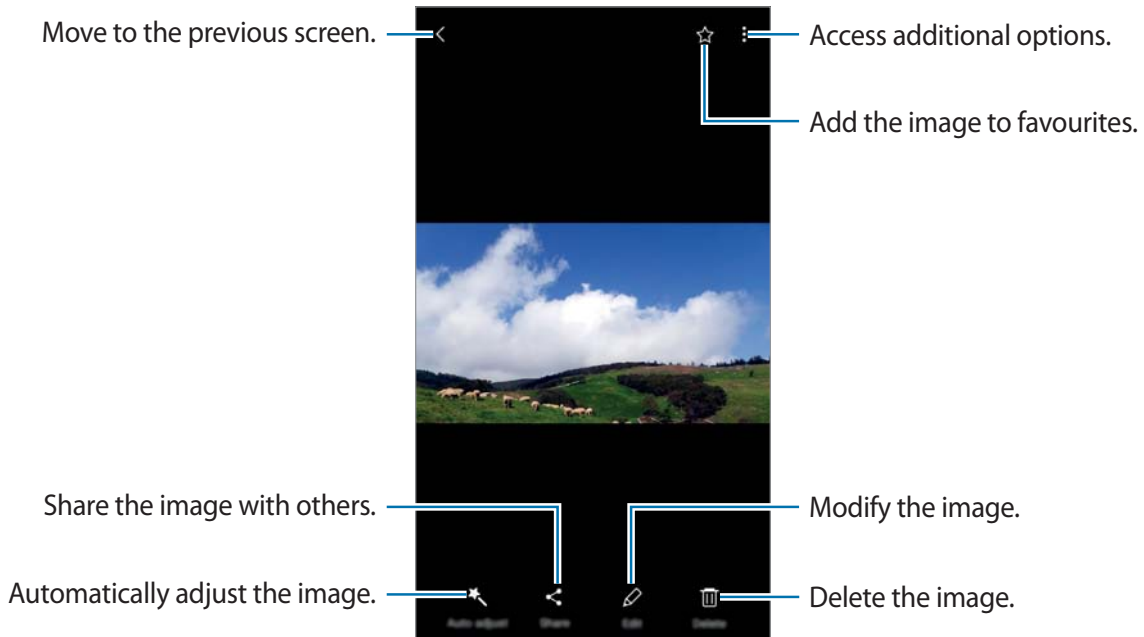 Move to the previous screen.
Access additional options.
Add the image to favourites.
Share the image with others.
Modify the image.
Automatically adjust the image.
Delete the image.
Auto adjust
Share
Edit
Delete